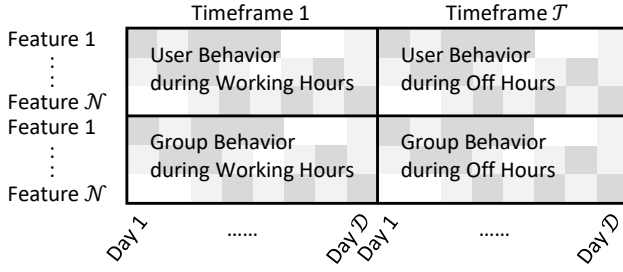 Timeframe 1 Timeframe 𝒯
Feature 1
⋮
Feature 𝒩
User Behavior
during Working Hours
User Behavior
during Off Hours
Feature 1
⋮
Feature 𝒩
Group Behavior
during Working Hours
Group Behavior
during Off Hours
Day 1 ...... Day 𝒟 Day 1 ...... Day 𝒟